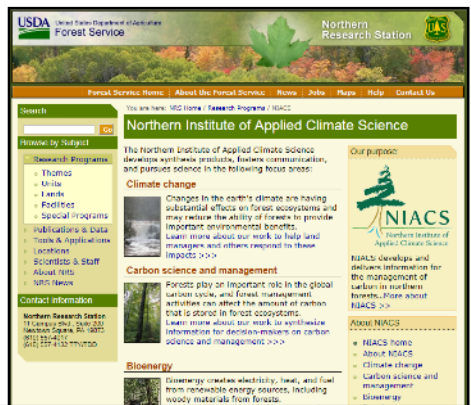 USDA United States Department of Agriculture
Forest Service
Northern
Research Station
Forest Service Home | About the Forest Service | News | Jobs | Maps | Help | Contact Us
Search
Go
Browse by Subject
Research Programs
Themes
Units
Lands
Facilities
Special Programs
Publications & Data
Tools & Applications
Locations
Scientists & Staff
About NRS
NRS News
Contact Information
Northern Research Station
11 Campus Blvd., Suite 200
Newtown Square, PA 19073
You are here: NRS Home / Research Programs / NIACS
Northern Institute of Applied Climate Science
The Northern Institute of Applied Climate Science
develops synthesis products, fosters communication,
and pursues science in the following focus areas:
Climate change
Changes in the earth's climate are having
substantial effects on forest ecosystems and
may reduce the ability of forests to provide
important environmental benefits.
Learn more about our work to help land
managers and others respond to these
impacts >>>
Carbon science and management
Forests play an important role in the global
carbon cycle, and forest management
activities can affect the amount of carbon
that is stored in forest ecosystems.
Learn more about our work to synthesize
information for decision-makers on carbon
science and management >>>
Bioenergy
Bioenergy creates electricity, heat, and fuel
from renewable energy sources, including
woody materials from forests.
Our purpose:
NIACS
Northern Institute of
Applied Climate Science
NIACS develops and
delivers information for
the management of
carbon in northern
forests...More about
NIACS >>
About NIACS
NIACS home
About NIACS
Climate change
Carbon science and
management
Bioenergy